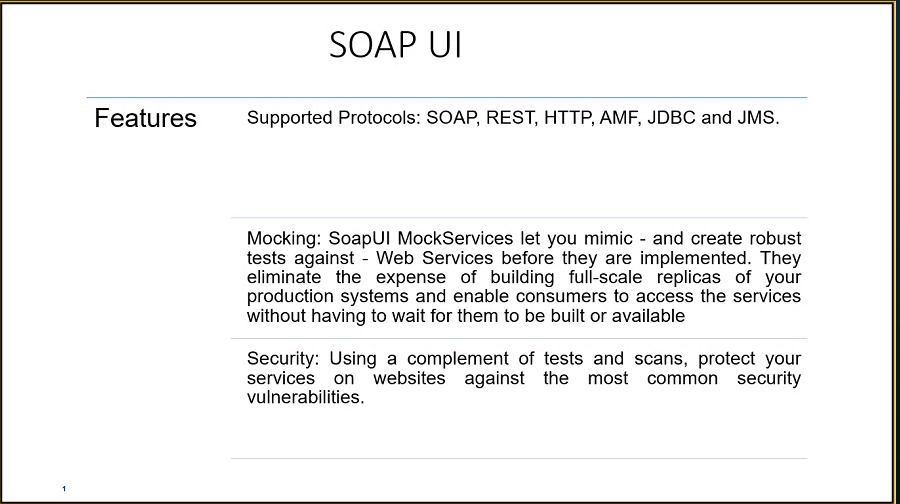 SOAP UI
Features
Supported Protocols: SOAP, REST, HTTP, AMF, JDBC and JMS.
Mocking: SoapUI MockServices let you mimic - and create robust
tests against - Web Services before they are implemented. They
eliminate the expense of building full-scale replicas of your
production systems and enable consumers to access the services
without having to wait for them to be built or available
Security: Using a complement of tests and scans, protect your
services on websites against the most common security
vulnerabilities.
1